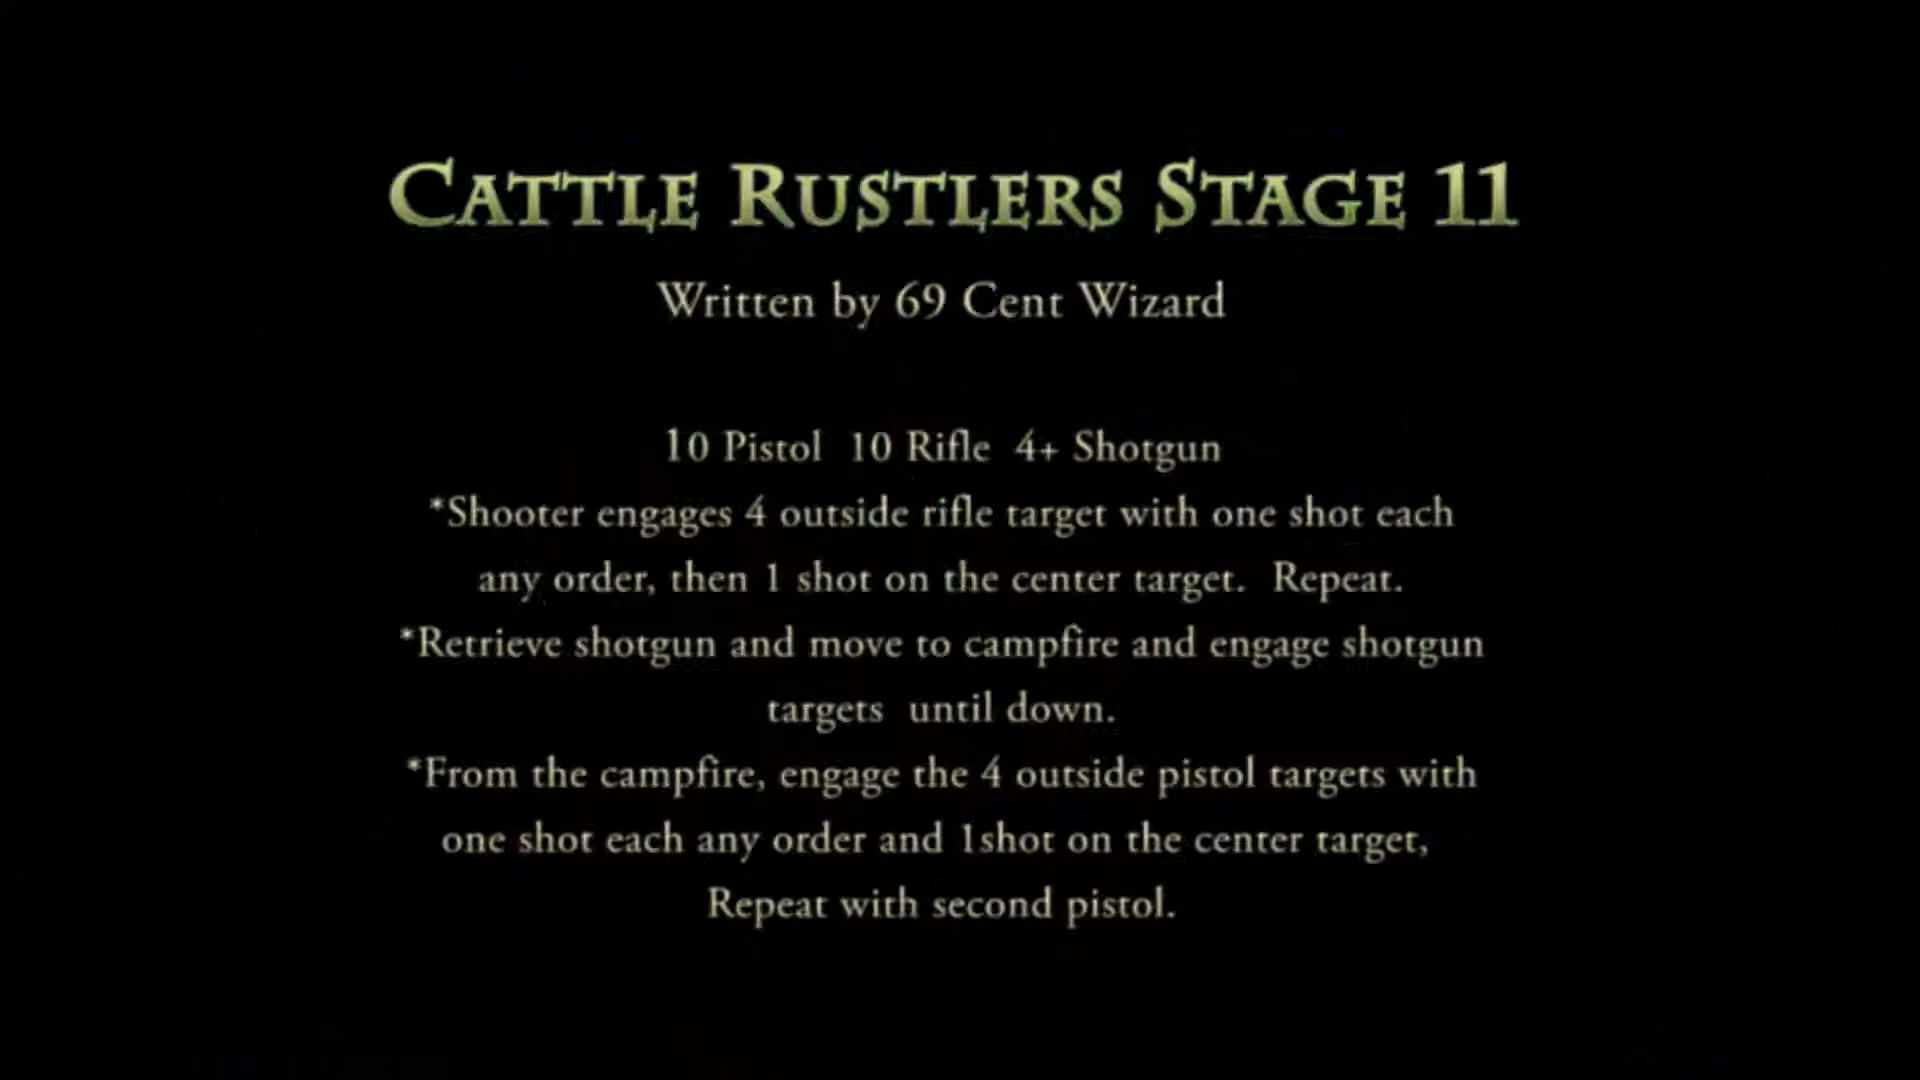 CATTLE RUSTLERS STAGE 11
Written by 69 Cent Wizard
10 Pistol 10 Rifle 4+ Shotgun
*Shooter engages 4 outside rifle target with one shot each
any order, then 1 shot on the center target. Repeat.
*Retrieve shotgun and move to campfire and engage shotgun
targets until down.
*From the campfire, engage the 4 outside pistol targets with
one shot each any order and 1shot on the center target,
Repeat with second pistol.